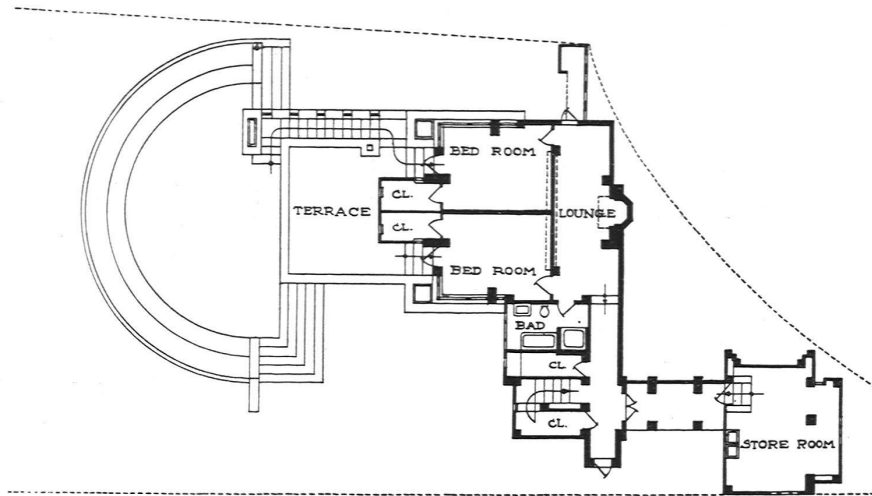 BED ROOM
CL.
TERRACE
LOUNGE
CL.
BED ROOM
BAD
CL.
CL.
STORE ROOM